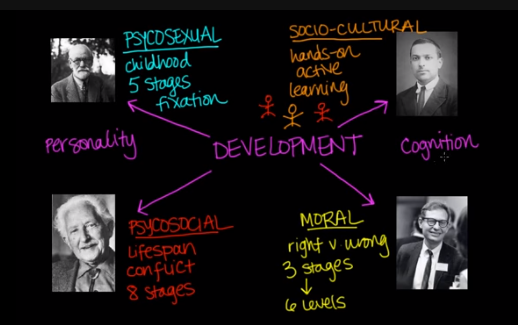 PSYCOSEXUAL
childhood
5 stages
fixation
SOCIO-CULTURAL
hands-on
active
learning
Personality
DEVELOPMENT
Cognition
PSYCOSOCIAL
Lifespan
conflict
8 stages
MORAL
right v wrong
3 stages
↓
6 levels